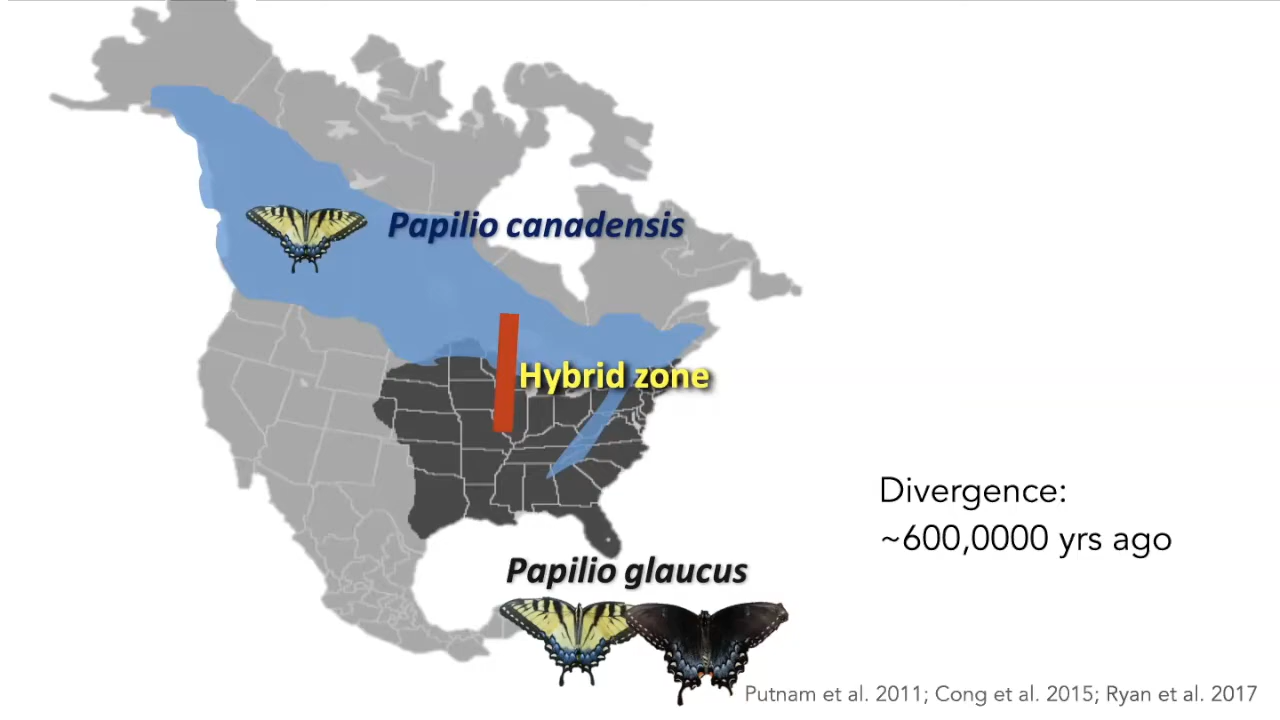 Papilio canadensis
Hybrid zone
Divergence:
~600,0000 yrs ago
Papilio glaucus
Putnam et al. 2011; Cong et al. 2015; Ryan et al. 2017